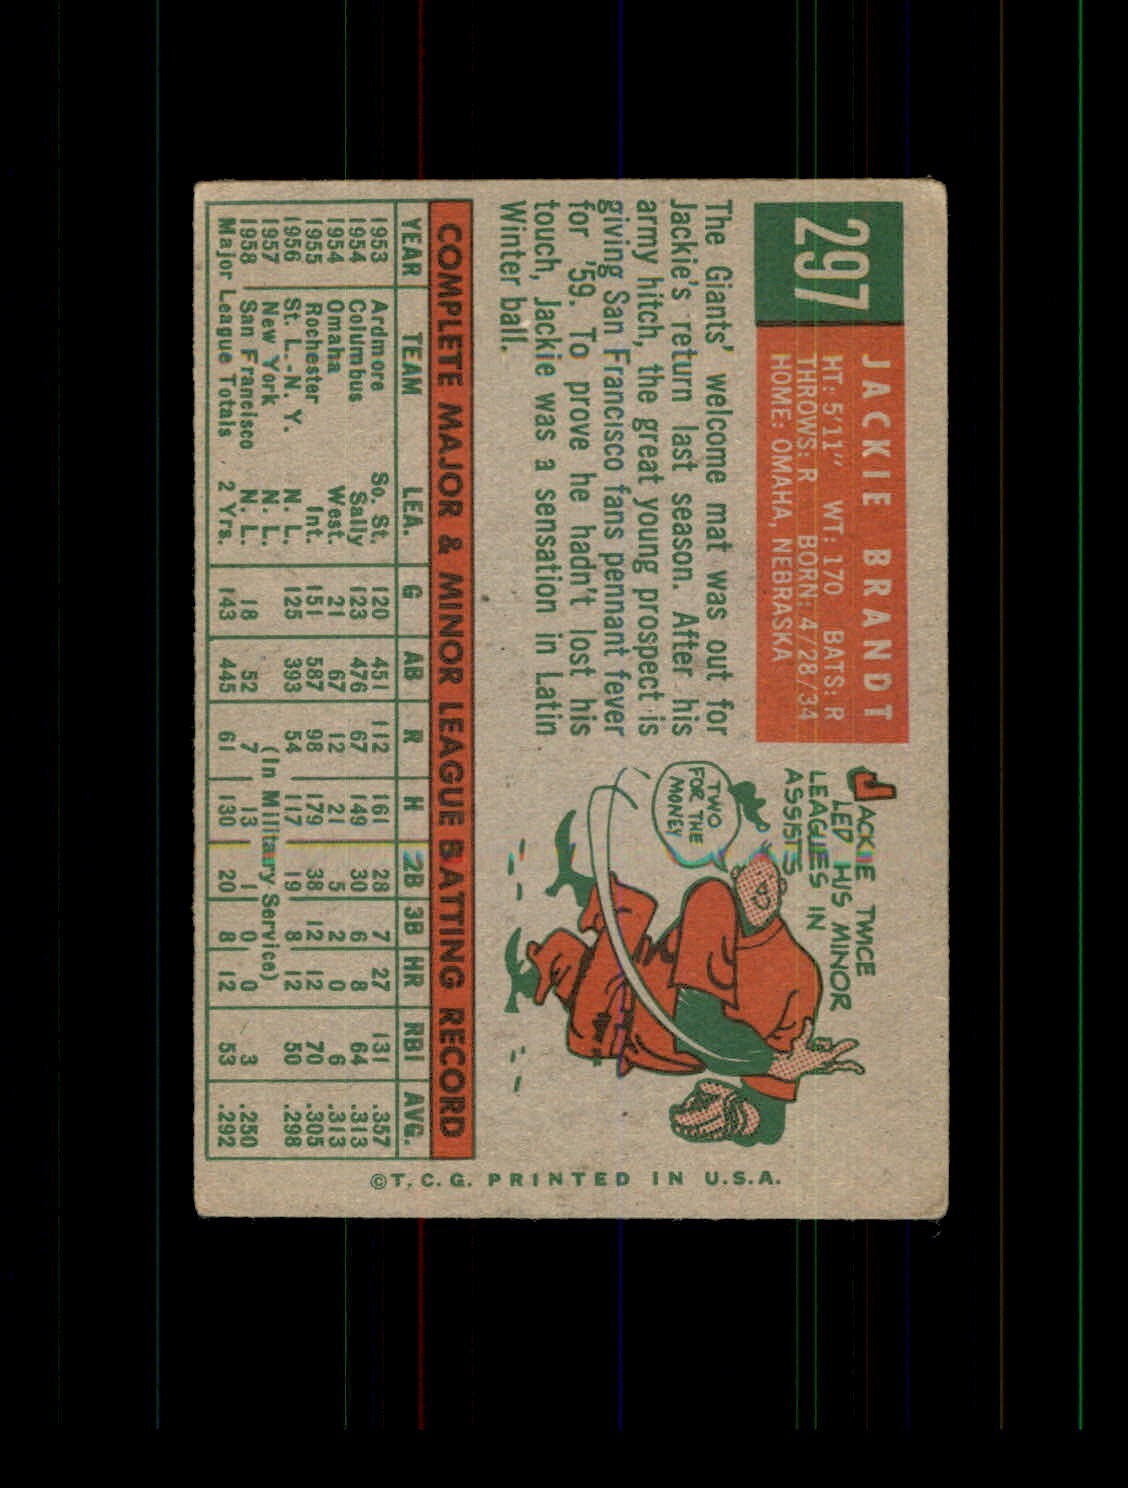 297
JACKIE BRANDT
HT: 5'11" WT: 170 BATS: R
THROWS: R BORN: 4/28/34
HOME: OMAHA, NEBRASKA
The Giants' welcome mat was out for
Jackie's return last season. After his
army hitch, the great young prospect is
giving San Francisco fans pennant fever
for '59. To prove he hadn't lost his
touch, Jackie was a sensation in Latin
Winter ball.
JACKIE TWICE
LED HIS MINOR
LEAGUES IN
ASSISTS
TWO
FOR THE
MONEY
COMPLETE MAJOR & MINOR LEAGUE BATTING RECORD
YEAR TEAM LEA. G AB R H 2B 3B HR RBI AVG.
1953 Ardmore So. St. 120 451 112 161 28 7 27 131 .357
1954 Columbus Sally 123 476 67 149 30 6 8 64 .313
1954 Omaha West. 21 67 12 21 5 2 0 6 .313
1955 Rochester Int. 151 587 98 179 38 12 12 70 .305
1956 St. L.-N. Y. N. L. 125 393 54 117 19 8 12 50 .298
1957 New York N. L. (In Military Service)
1958 San Francisco N. L. 18 52 7 13 1 0 0 3 .250
Major League Totals 2 Yrs. 143 445 61 130 20 8 12 53 .292
©T.C.G. PRINTED IN U.S.A.